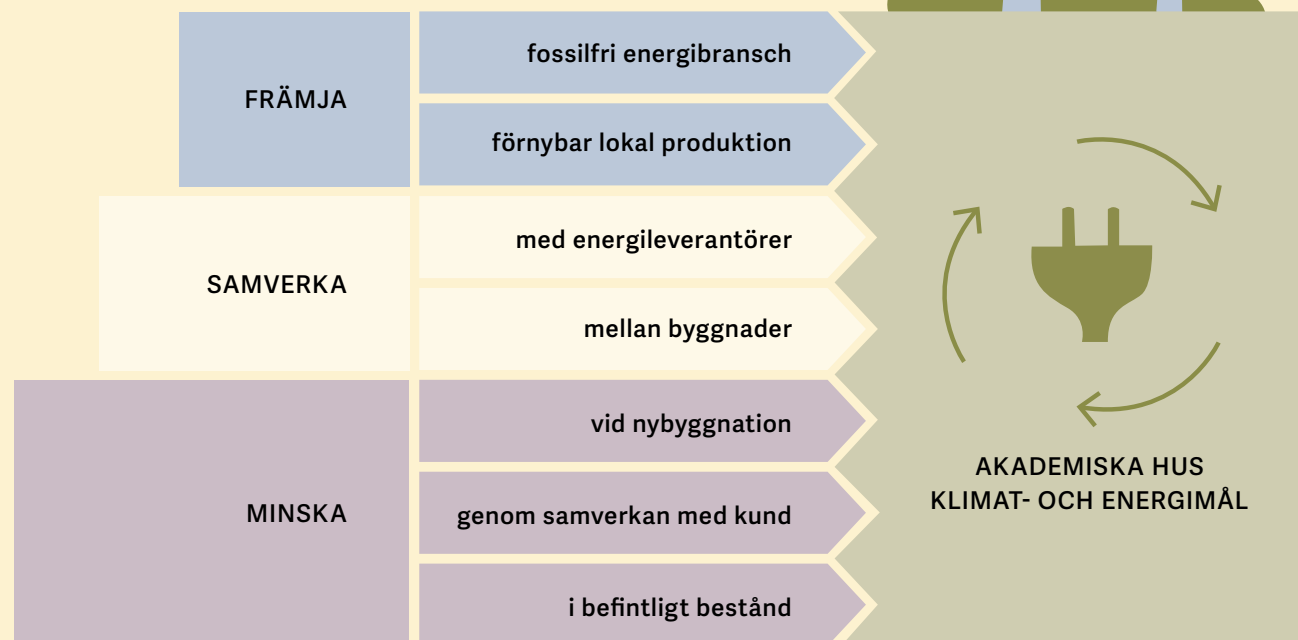 FRÄMJA
fossilfri energibransch
förnybar lokal produktion
SAMVERKA
med energileverantörer
mellan byggnader
MINSKA
vid nybyggnation
genom samverkan med kund
i befintligt bestånd
AKADEMISKA HUS
KLIMAT- OCH ENERGIMÅL